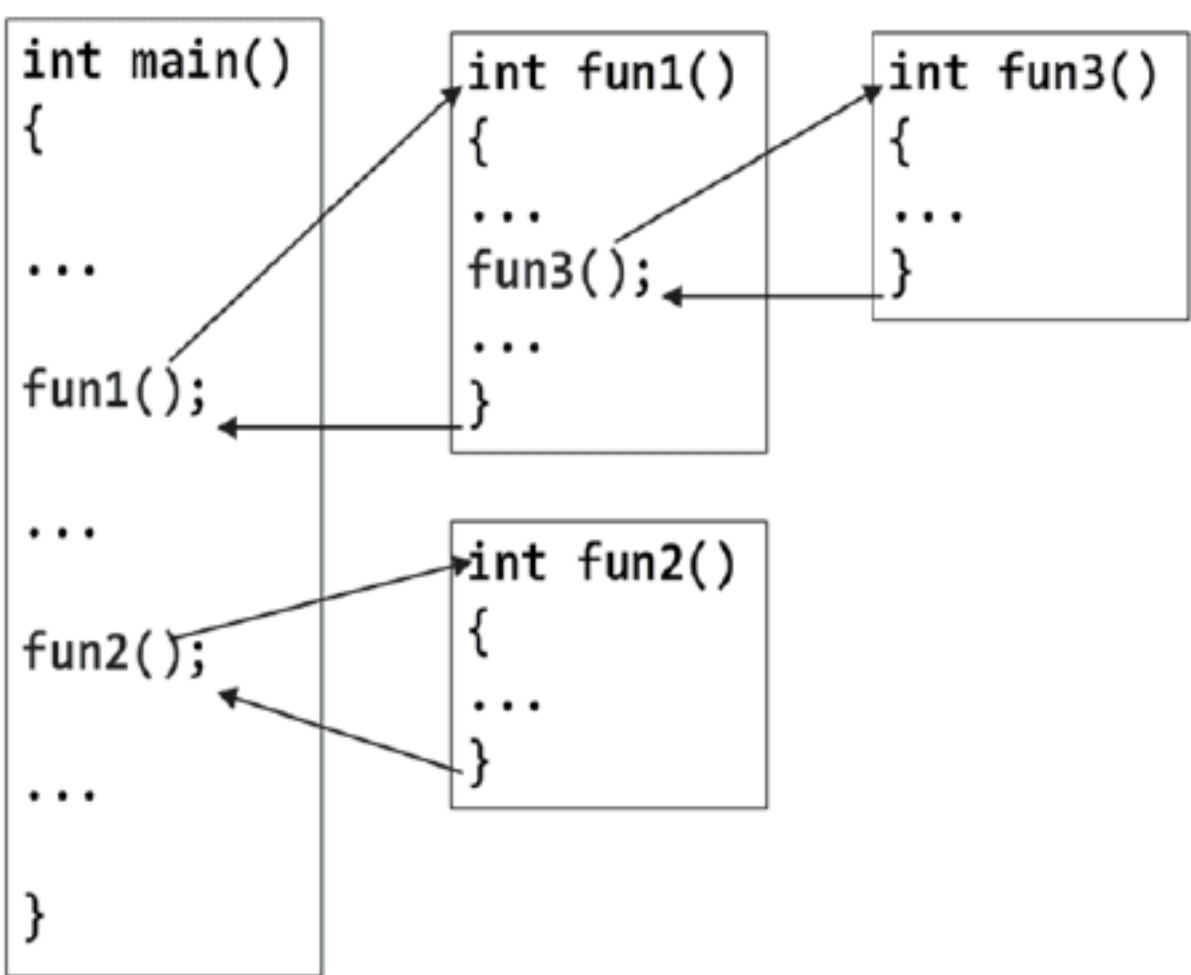 int main()
{
...
fun1();
...
fun2();
...
}
int fun1()
{
...
fun3();
...
}
int fun3()
{
...
}
int fun2()
{
...
}